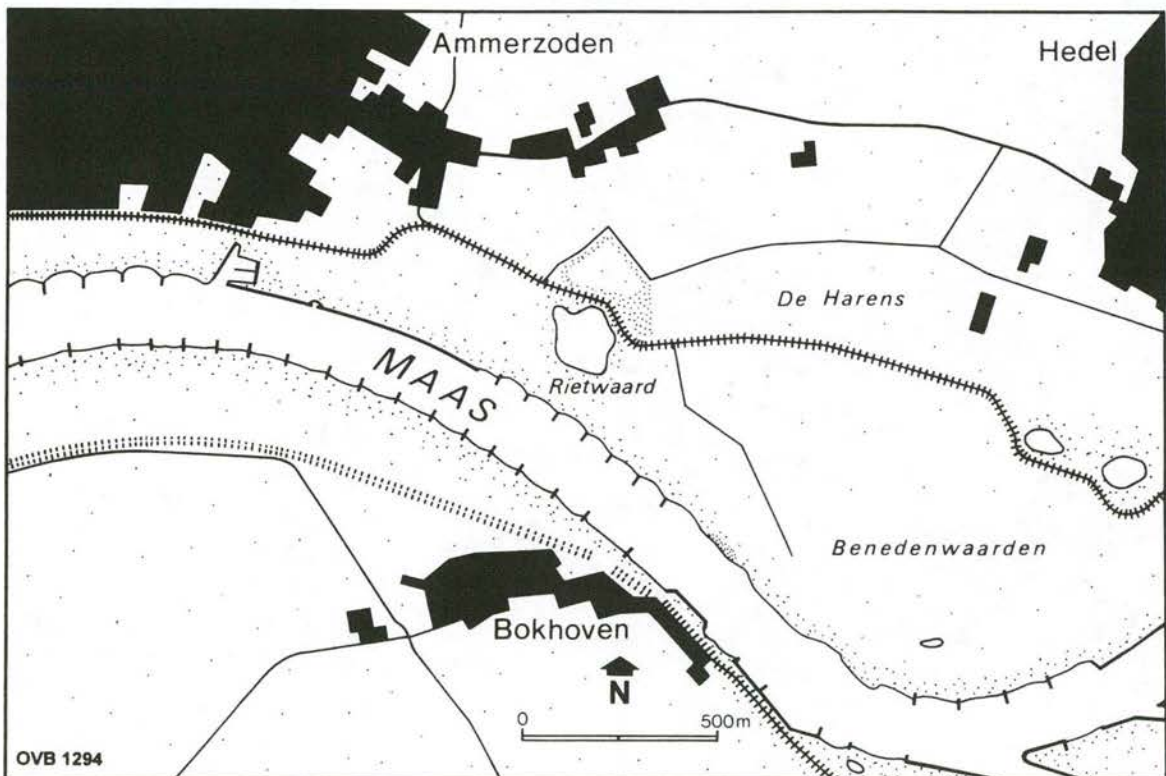 Ammerzoden
Hedel
De Harens
MAAS
Rietwaard
Benedenwaarden
Bokhoven
N
0 500m
OVB 1294